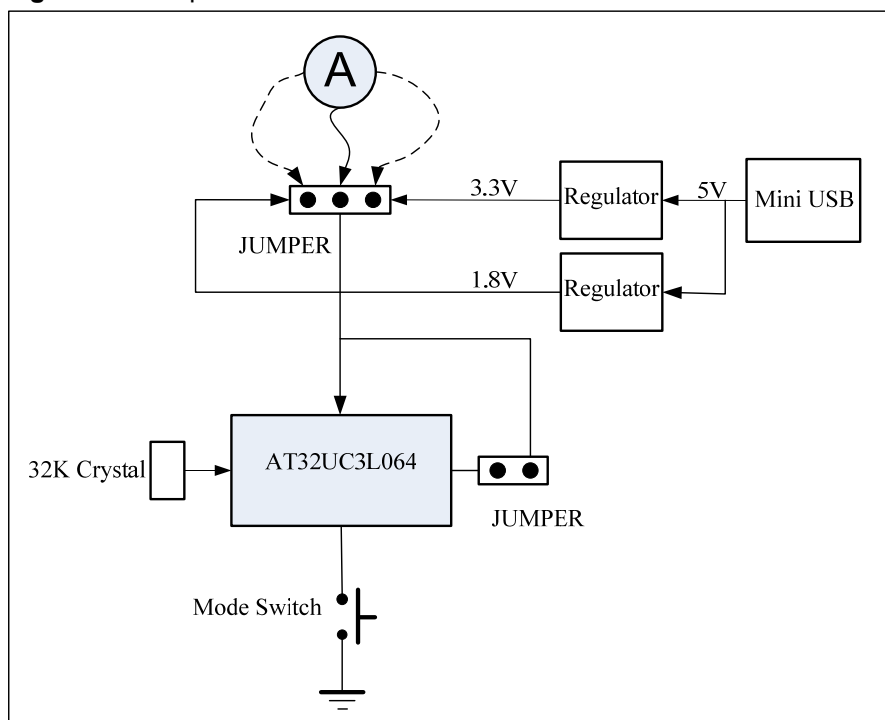 A
3.3V
Regulator
5V
Mini USB
JUMPER
1.8V
Regulator
AT32UC3L064
32K Crystal
JUMPER
Mode Switch